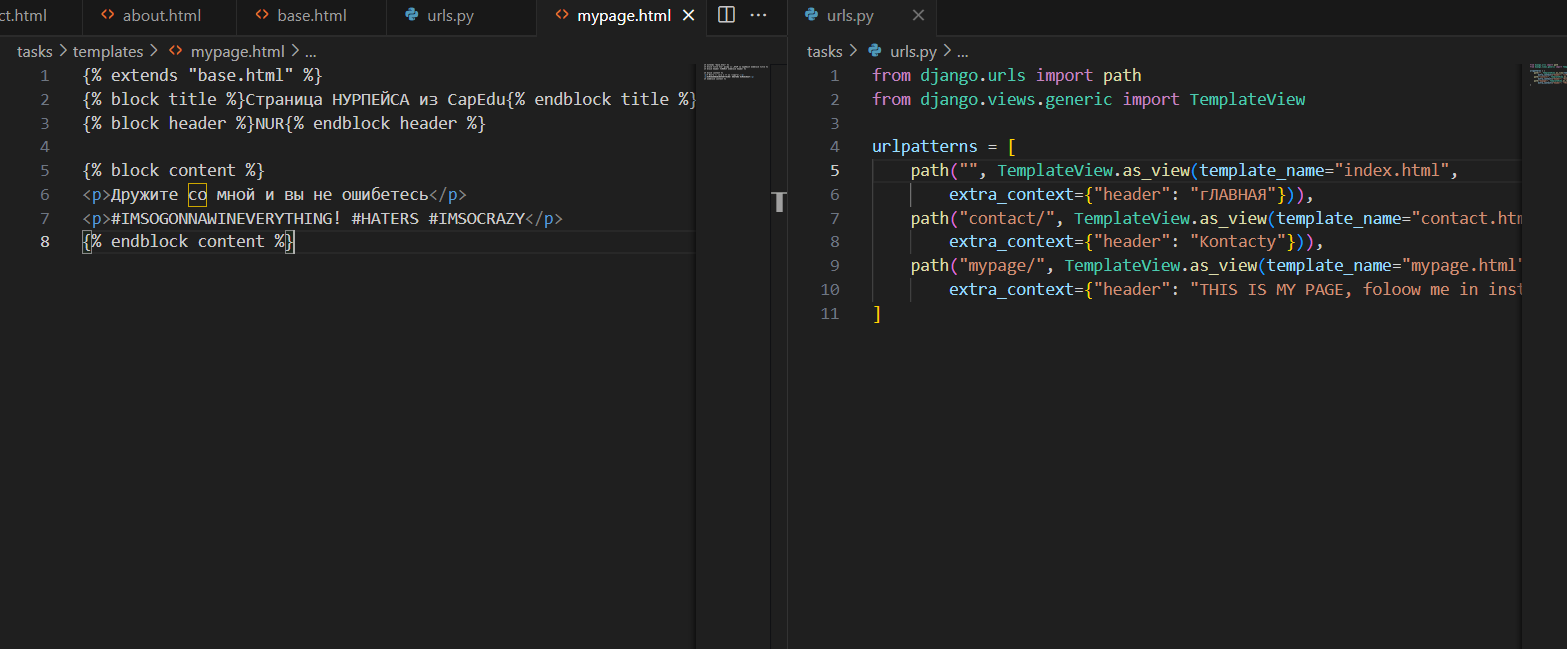 ct.html about.html base.html urls.py mypage.html urls.py
tasks templates mypage.html ... tasks urls.py ...
1 {% extends "base.html" %}
2 {% block title %}Страница НУРПЕЙСА из CapEdu{% endblock title %}
3 {% block header %}NUR{% endblock header %}
4
5 {% block content %}
6 <p>Дружите со мной и вы не ошибетесь</p>
7 <p>#IMSOGONNAWINEVERYTHING! #HATERS #IMSOCRAZY</p>
8 {% endblock content %}
1 from django.urls import path
2 from django.views.generic import TemplateView
3
4 urlpatterns = [
5 path("", TemplateView.as_view(template_name="index.html",
6 extra_context={"header": "гЛАВНАЯ"})),
7 path("contact/", TemplateView.as_view(template_name="contact.htm
8 extra_context={"header": "Kontacty"})),
9 path("mypage/", TemplateView.as_view(template_name="mypage.html"
10 extra_context={"header": "THIS IS MY PAGE, foloow me in inst
11 ]